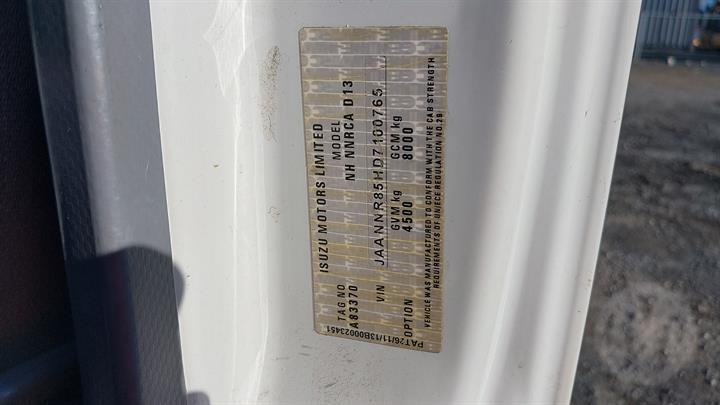 ISUZU MOTORS LIMITED
TAG NO MODEL
A83370 NH NNRCA D13
VIN JAANNR85HD7100765
OPTION GVM kg GCM kg
4500 8000
VEHICLE WAS MANUFACTURED TO CONFORM WITH THE CAB STRENGTH
REQUIREMENTS OF UN/ECE REGULATION NO.29
PAT26/11/13B00023451